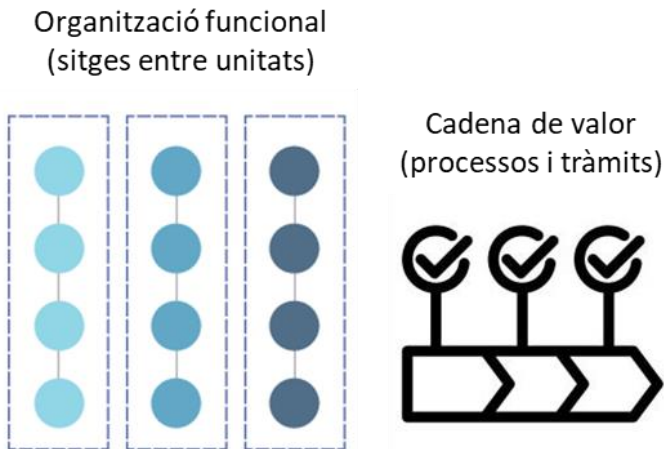 Organització funcional
(sitges entre unitats)
Cadena de valor
(processos i tràmits)